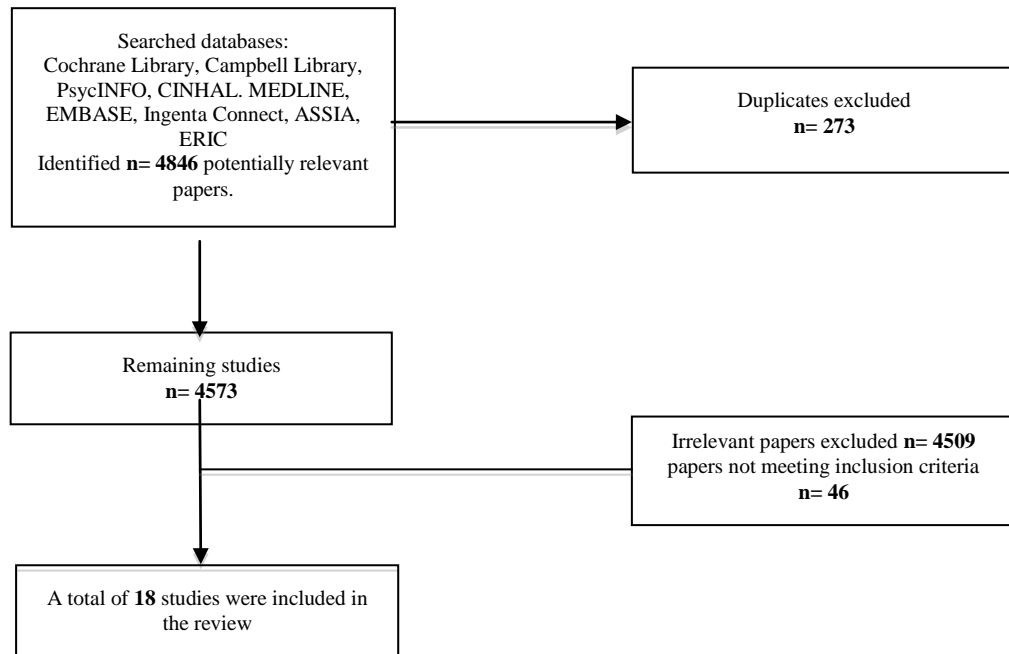 Searched databases:
Cochrane Library, Campbell Library,
PsycINFO, CINHAL. MEDLINE,
EMBASE, Ingenta Connect, ASSIA,
ERIC
Identified n= 4846 potentially relevant
papers.
Duplicates excluded
n= 273
Remaining studies
n= 4573
Irrelevant papers excluded n= 4509
papers not meeting inclusion criteria
n= 46
A total of 18 studies were included in
the review